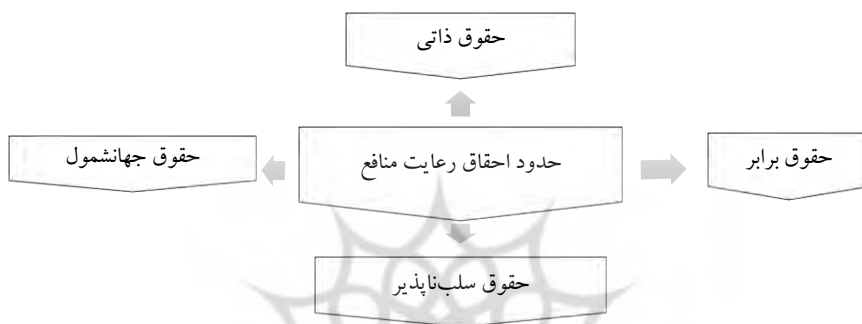 حقوق ذاتی
حقوق برابر
حدود احقاق رعایت منافع
حقوق جهانشمول
حقوق سلب‌ناپذیر